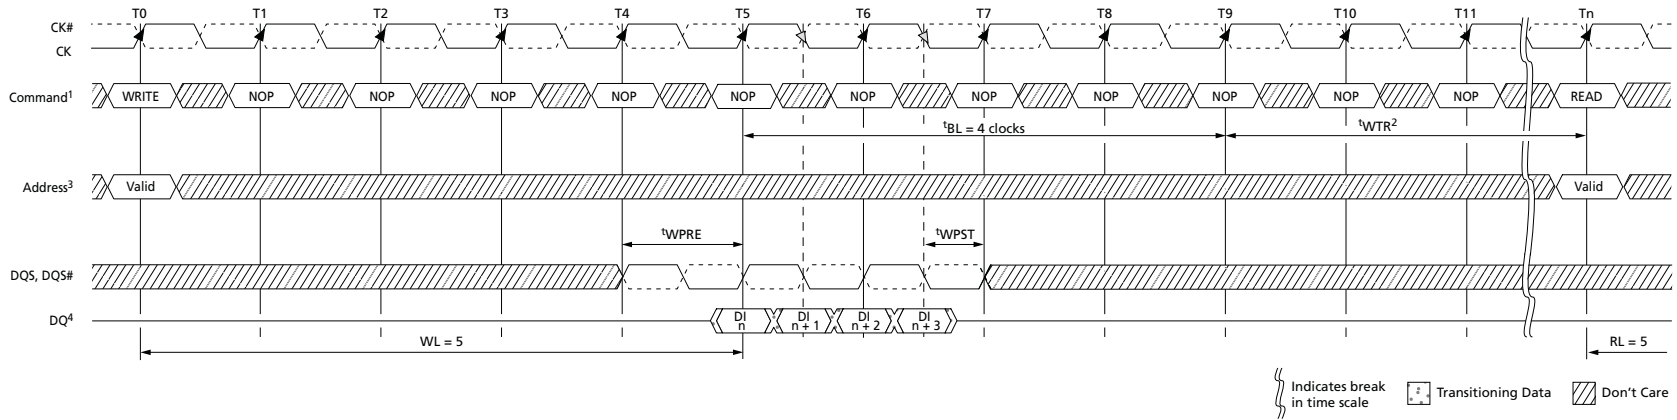 T0 T1 T2 T3 T4 T5 T6 T7 T8 T9 T10 T11 Tn
CK#
CK
Command¹ WRITE NOP NOP NOP NOP NOP NOP NOP NOP NOP NOP NOP READ
ᵗBL = 4 clocks ᵗWTR²
Address³ Valid Valid
ᵗWPRE ᵗWPST
DQS, DQS#
DQ⁴ DI n DI n + 1 DI n + 2 DI n + 3
WL = 5 RL = 5
Indicates break in time scale
Transitioning Data
Don't Care